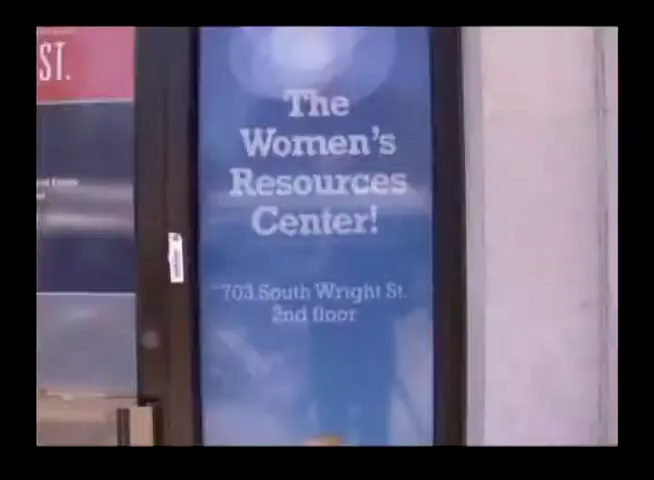 ST.
The
Women's
Resources
Center!
703 South Wright St.
2nd floor